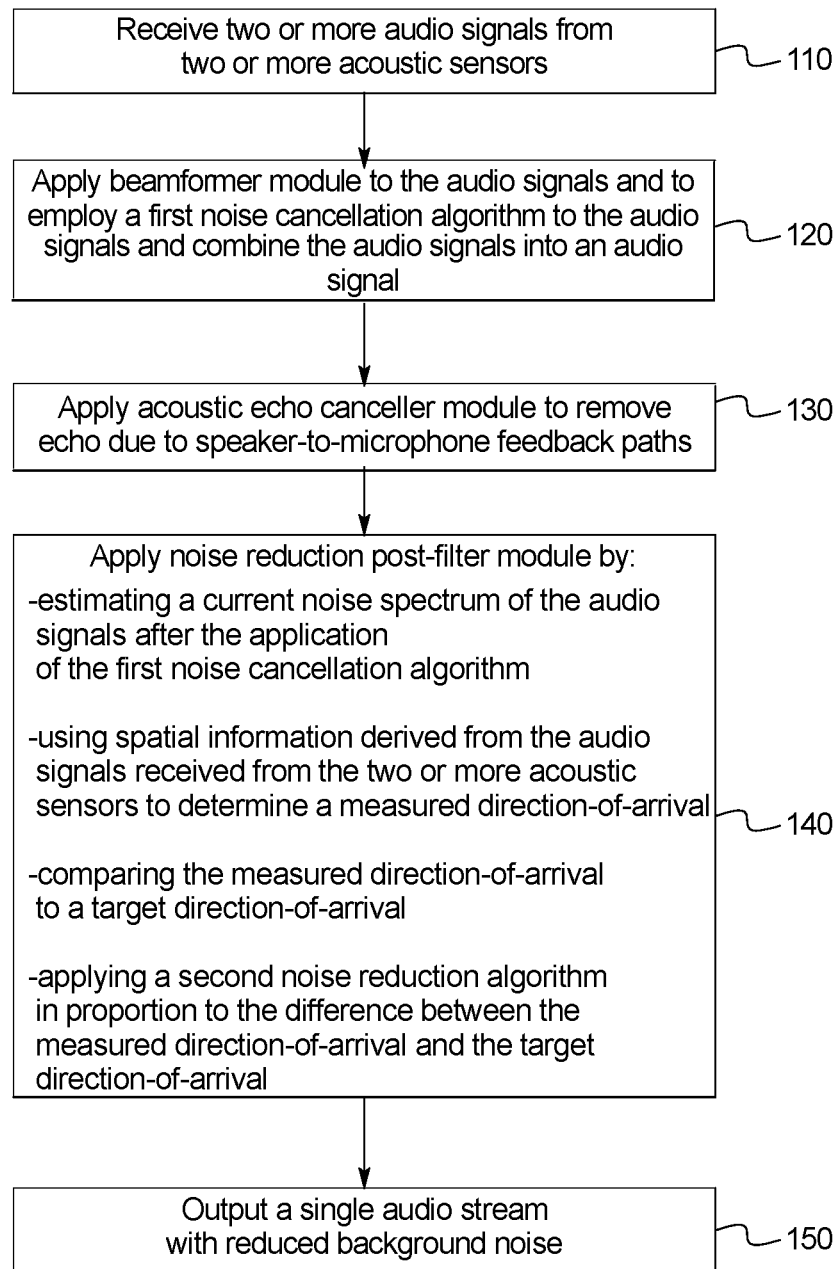 Receive two or more audio signals from
two or more acoustic sensors
110
Apply beamformer module to the audio signals and to
employ a first noise cancellation algorithm to the audio
signals and combine the audio signals into an audio
signal
120
Apply acoustic echo canceller module to remove
echo due to speaker-to-microphone feedback paths
130
Apply noise reduction post-filter module by:
-estimating a current noise spectrum of the audio
signals after the application
of the first noise cancellation algorithm
-using spatial information derived from the audio
signals received from the two or more acoustic
sensors to determine a measured direction-of-arrival
-comparing the measured direction-of-arrival
to a target direction-of-arrival
-applying a second noise reduction algorithm
in proportion to the difference between the
measured direction-of-arrival and the target
direction-of-arrival
140
Output a single audio stream
with reduced background noise
150